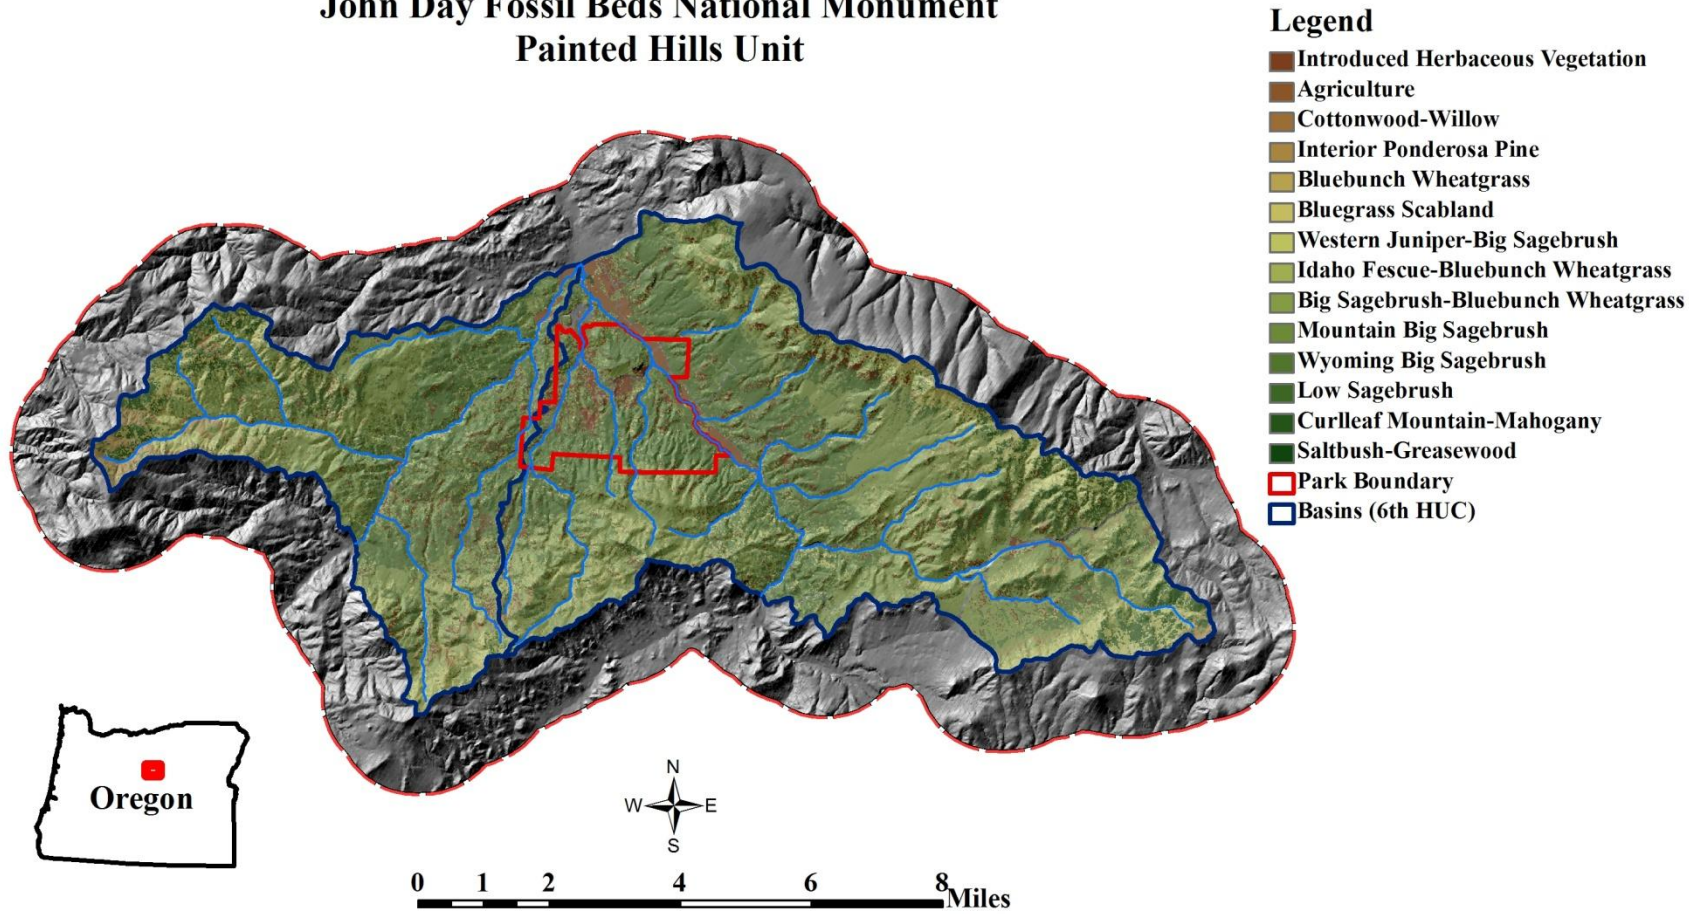 John Day Fossil Beds National Monument
Painted Hills Unit
Legend
Introduced Herbaceous Vegetation
Agriculture
Cottonwood-Willow
Interior Ponderosa Pine
Bluebunch Wheatgrass
Bluegrass Scabland
Western Juniper-Big Sagebrush
Idaho Fescue-Bluebunch Wheatgrass
Big Sagebrush-Bluebunch Wheatgrass
Mountain Big Sagebrush
Wyoming Big Sagebrush
Low Sagebrush
Curlleaf Mountain-Mahogany
Saltbush-Greasewood
Park Boundary
Basins (6th HUC)
Oregon
N
W E
S
0 1 2 4 6 8 Miles